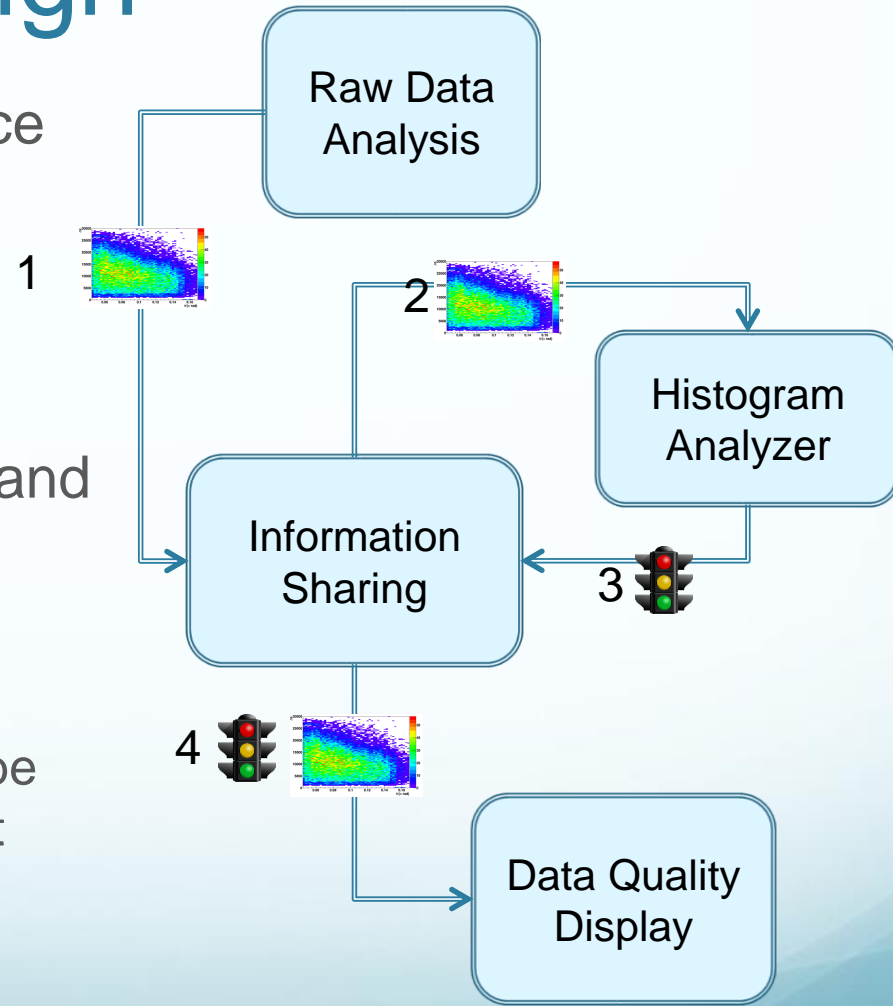 Raw Data
Analysis
ce
1
2
Histogram
Analyzer
and
Information
Sharing
3
4
Data Quality
Display